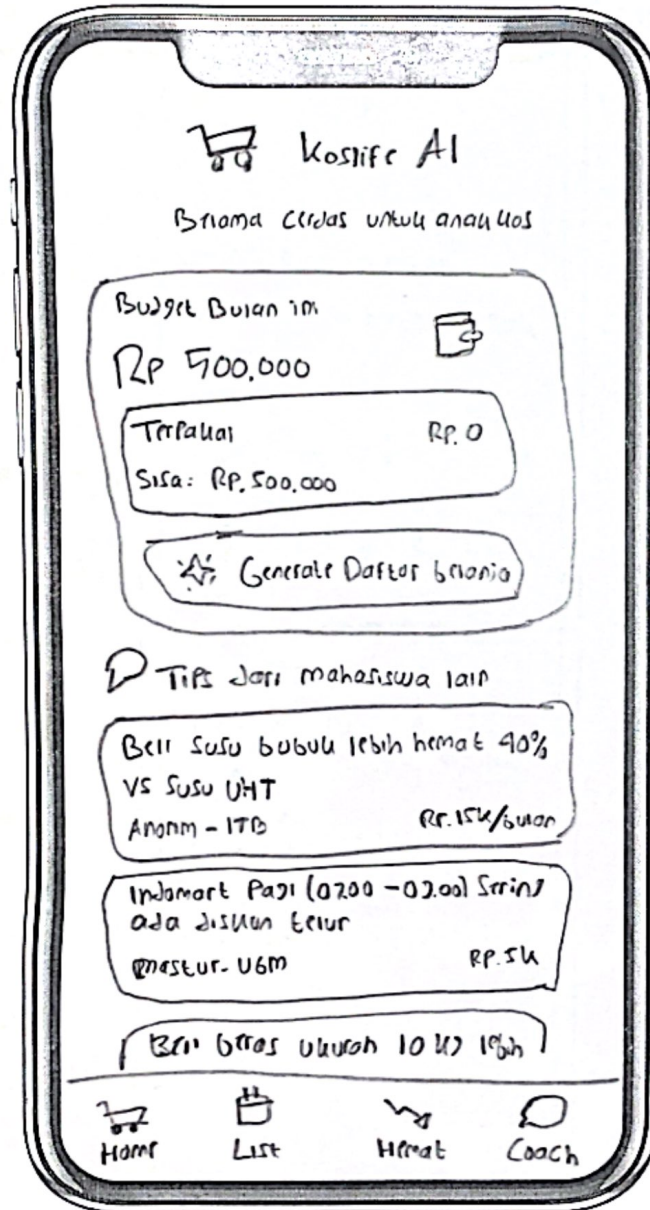 Koslife AI
Belanja cerdas untuk anak kos
Budget Bulan ini
Rp 500.000
Terpakai Rp. 0
Sisa: Rp. 500.000
Generate Daftar belanja
Tips dari mahasiswa lain
Beli susu bubuk lebih hemat 40%
VS Susu UHT
Anonim - ITB Rp. 15k/bulan
Indomart Pagi (07.00 - 09.00) Sering
ada diskon telur
- UGM Rp. 5k
Beli beras ukuran 10 kg lebih
Home List Hemat Coach